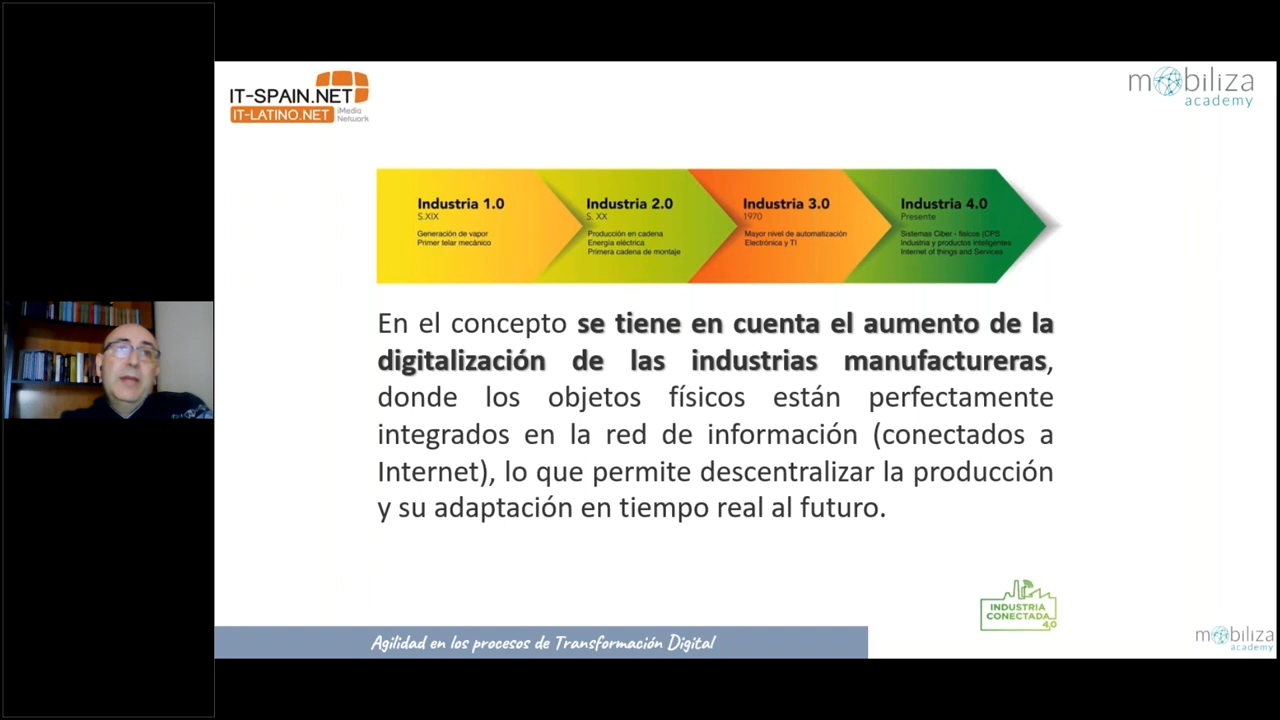 IT-SPAIN.NET
IT-LATINO.NET
iMedia
Network
mobiliza
academy
Industria 1.0
S.XIX
Generación de vapor
Primer telar mecánico
Industria 2.0
S. XX
Producción en cadena
Energía eléctrica
Primera cadena de montaje
Industria 3.0
1970
Mayor nivel de automatización
Electrónica y TI
Industria 4.0
Presente
Sistemas Ciber - físicos (CPS
Industria y productos inteligentes
Internet of things and Services
En el concepto se tiene en cuenta el aumento de la
digitalización de las industrias manufactureras,
donde los objetos físicos están perfectamente
integrados en la red de información (conectados a
Internet), lo que permite descentralizar la producción
y su adaptación en tiempo real al futuro.
INDUSTRIA
CONECTADA
4.0
Agilidad en los procesos de Transformación Digital
mobiliza
academy